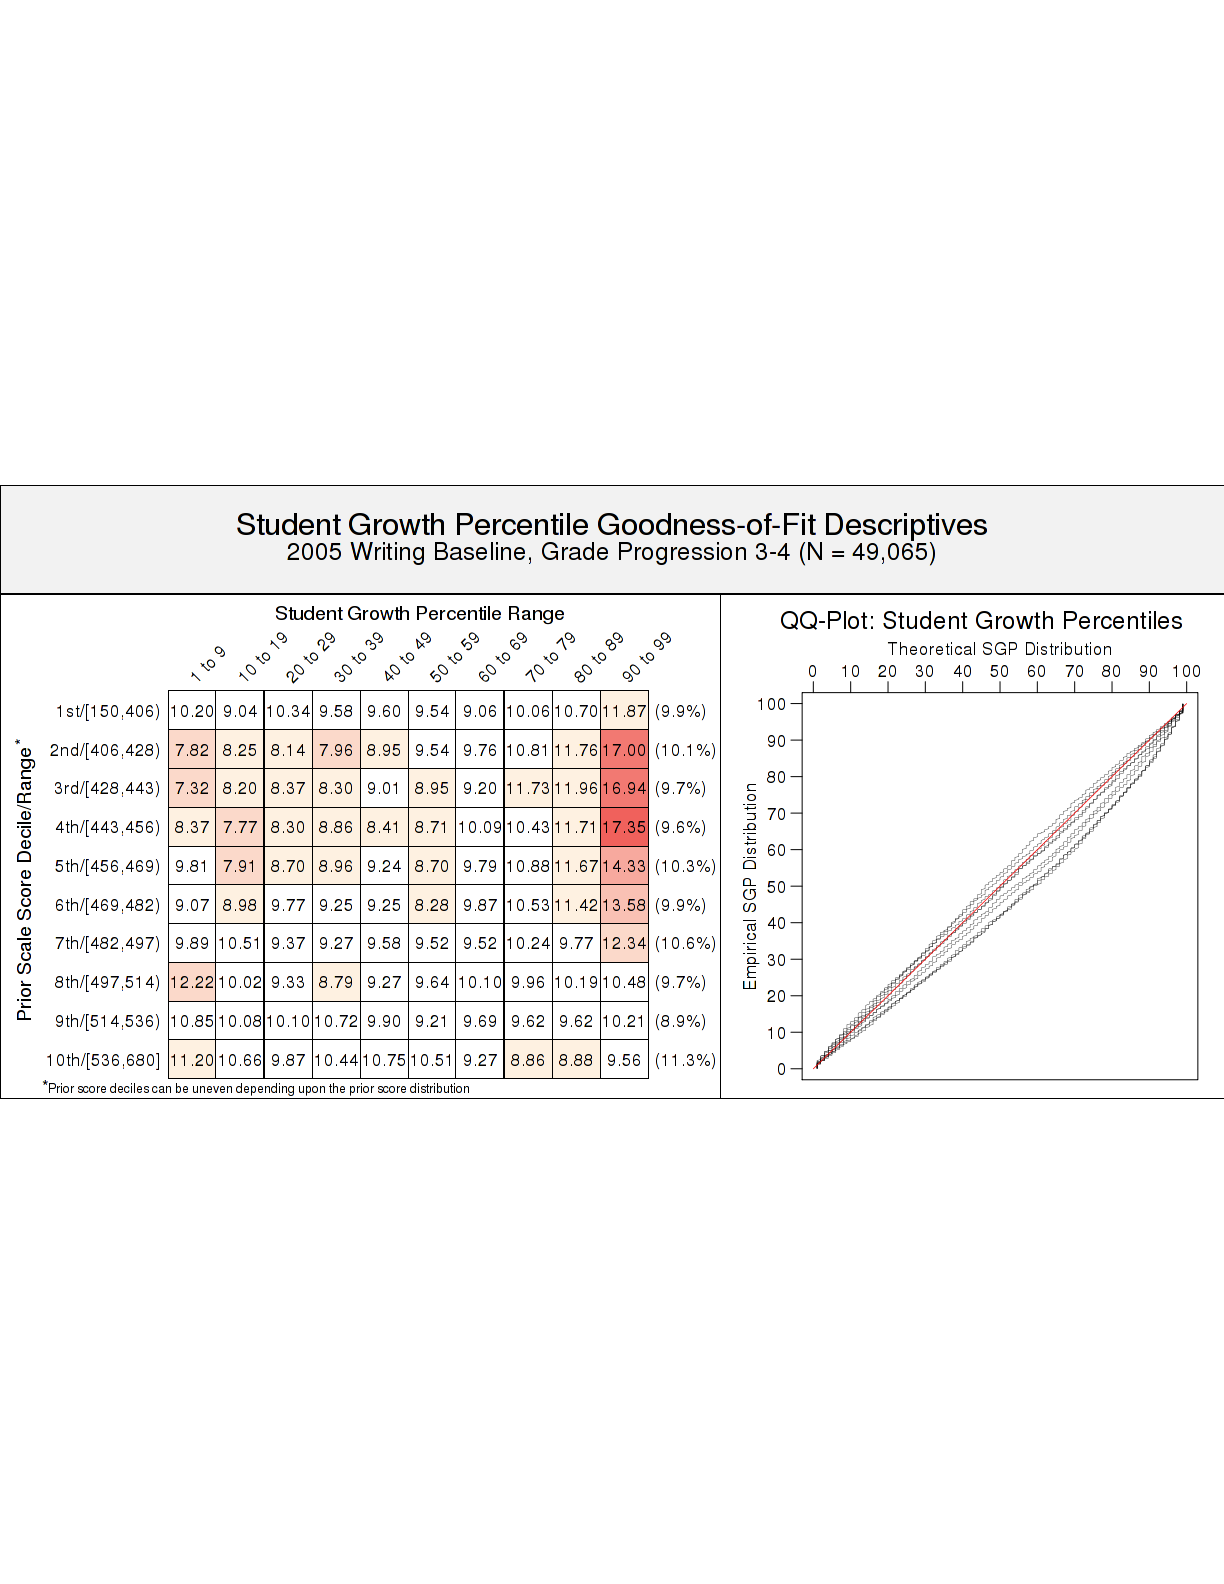 Student Growth Percentile Goodness-of-Fit Descriptives
2005 Writing Baseline, Grade Progression 3-4 (N = 49,065)
Student Growth Percentile Range
1 to 9 10 to 19 20 to 29 30 to 39 40 to 49 50 to 59 60 to 69 70 to 79 80 to 89 90 to 99
Prior Scale Score Decile/Range*
1st/[150,406) 10.20 9.04 10.34 9.58 9.60 9.54 9.06 10.06 10.70 11.87 (9.9%)
2nd/[406,428) 7.82 8.25 8.14 7.96 8.95 9.54 9.76 10.81 11.76 17.00 (10.1%)
3rd/[428,443) 7.32 8.20 8.37 8.30 9.01 8.95 9.20 11.73 11.96 16.94 (9.7%)
4th/[443,456) 8.37 7.77 8.30 8.86 8.41 8.71 10.09 10.43 11.71 17.35 (9.6%)
5th/[456,469) 9.81 7.91 8.70 8.96 9.24 8.70 9.79 10.88 11.67 14.33 (10.3%)
6th/[469,482) 9.07 8.98 9.77 9.25 9.25 8.28 9.87 10.53 11.42 13.58 (9.9%)
7th/[482,497) 9.89 10.51 9.37 9.27 9.58 9.52 9.52 10.24 9.77 12.34 (10.6%)
8th/[497,514) 12.22 10.02 9.33 8.79 9.27 9.64 10.10 9.96 10.19 10.48 (9.7%)
9th/[514,536) 10.85 10.08 10.10 10.72 9.90 9.21 9.69 9.62 9.62 10.21 (8.9%)
10th/[536,680] 11.20 10.66 9.87 10.44 10.75 10.51 9.27 8.86 8.88 9.56 (11.3%)
*Prior score deciles can be uneven depending upon the prior score distribution
QQ-Plot: Student Growth Percentiles
Theoretical SGP Distribution
0 10 20 30 40 50 60 70 80 90 100
Empirical SGP Distribution
100
90
80
70
60
50
40
30
20
10
0